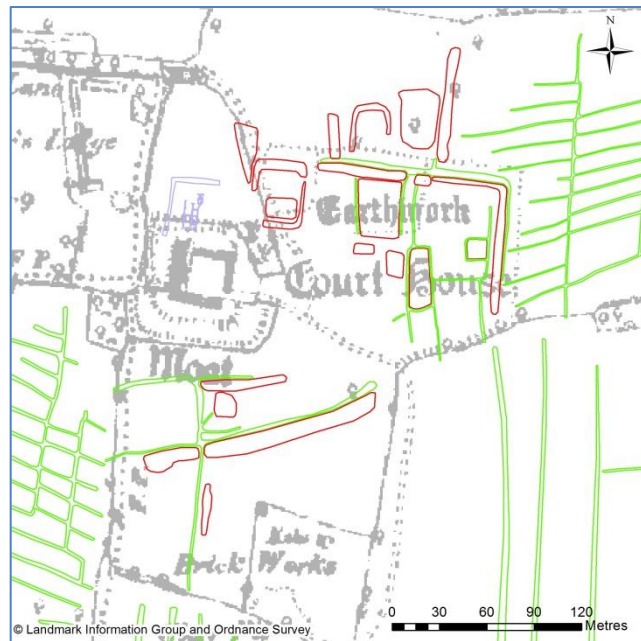 N
Earthwork
Court House
Moat
Brick Works
0 30 60 90 120
Metres
© Landmark Information Group and Ordnance Survey